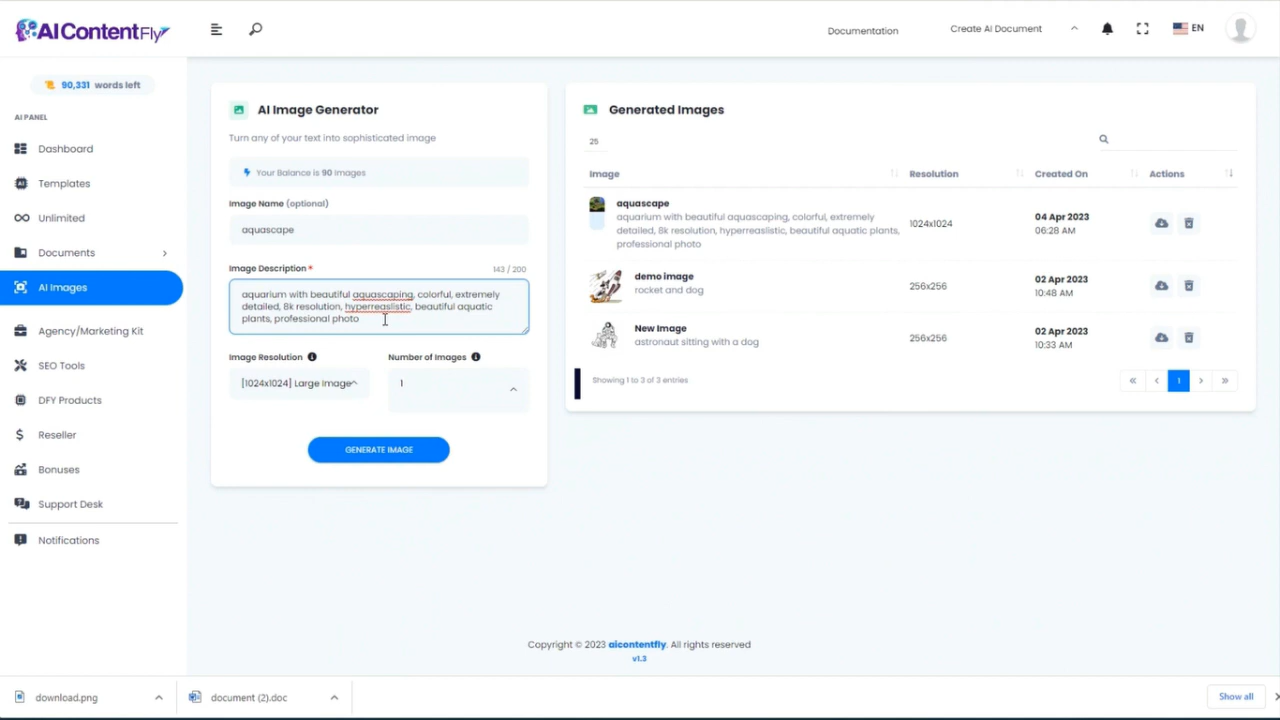 AI ContentFly
Documentation
Create AI Document
EN
90,331 words left
AI PANEL
Dashboard
Templates
Unlimited
Documents
AI Images
Agency/Marketing Kit
SEO Tools
DFY Products
Reseller
Bonuses
Support Desk
Notifications
AI Image Generator
Turn any of your text into sophisticated image
Your Balance is 90 Images
Image Name (optional)
aquascape
Image Description *
143 / 200
aquarium with beautiful aquascaping, colorful, extremely
detailed, 8k resolution, hyperreaslistic, beautiful aquatic
plants, professional photo
Image Resolution
Number of Images
[1024x1024] Large Image
1
GENERATE IMAGE
Generated Images
25
Image Resolution Created On Actions
aquascape
aquarium with beautiful aquascaping, colorful, extremely
detailed, 8k resolution, hyperreaslistic, beautiful aquatic plants,
professional photo
1024x1024
04 Apr 2023
06:28 AM
demo image
rocket and dog
256x256
02 Apr 2023
10:48 AM
New Image
astronaut sitting with a dog
256x256
02 Apr 2023
10:33 AM
Showing 1 to 3 of 3 entries
« ‹ 1 › »
Copyright © 2023 aicontentfly. All rights reserved
v1.3
download.png
document (2).doc
Show all